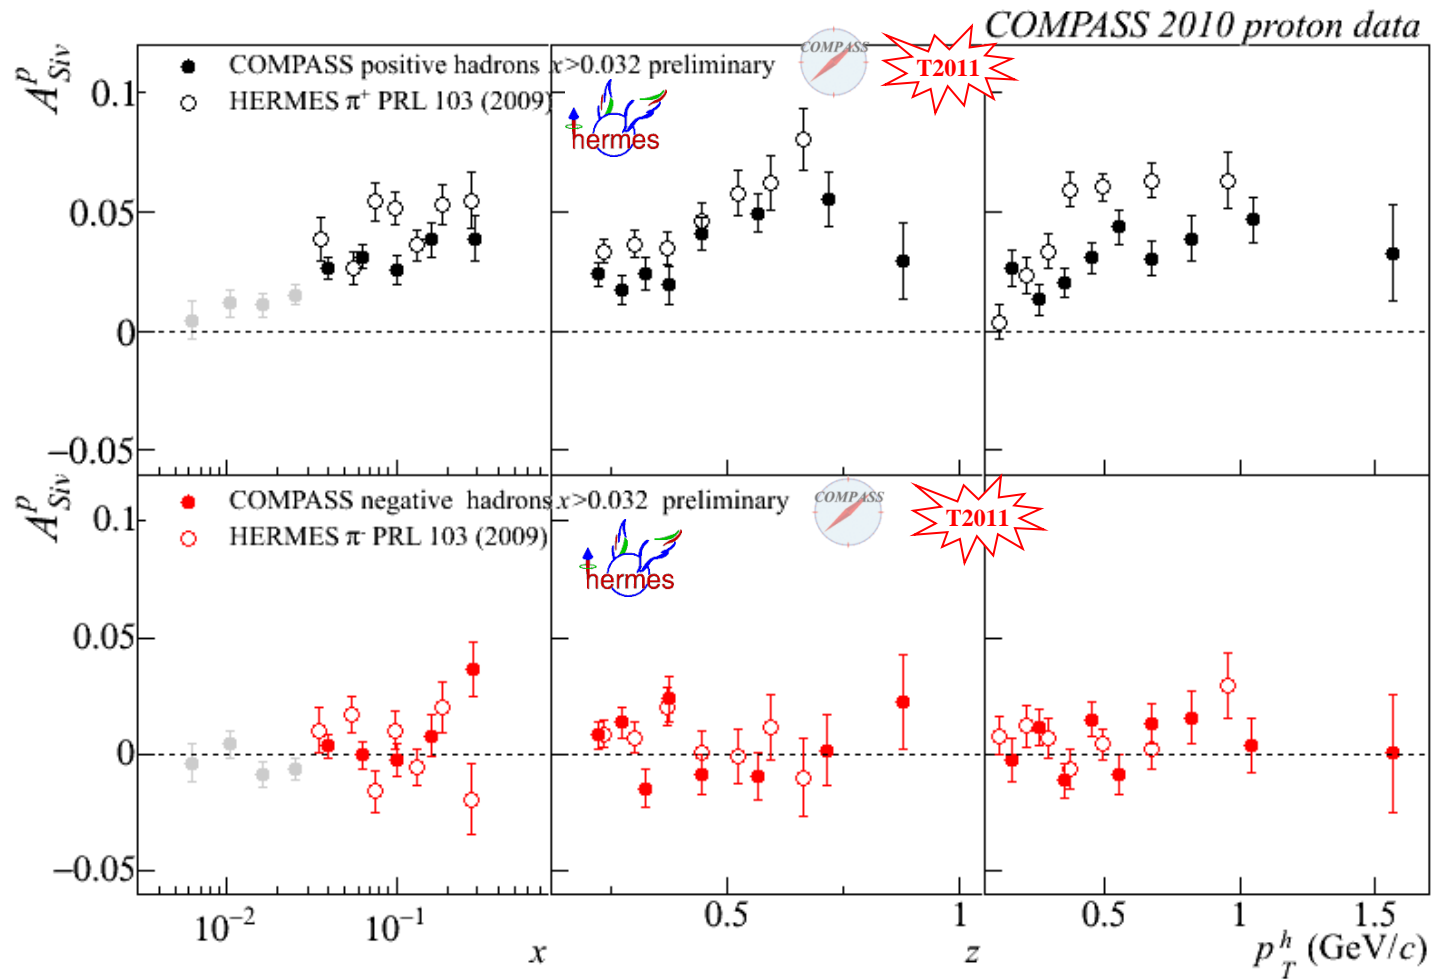 COMPASS 2010 proton data
A^p_Siv
COMPASS positive hadrons x>0.032 preliminary
HERMES π⁺ PRL 103 (2009)
hermes
COMPASS
T2011
0.1
0.05
0
−0.05
A^p_Siv
COMPASS negative hadrons x>0.032 preliminary
HERMES π⁻ PRL 103 (2009)
hermes
COMPASS
T2011
0.1
0.05
0
−0.05
10⁻² 10⁻¹ 0.5 1 0.5 1 1.5
x z p_T^h (GeV/c)